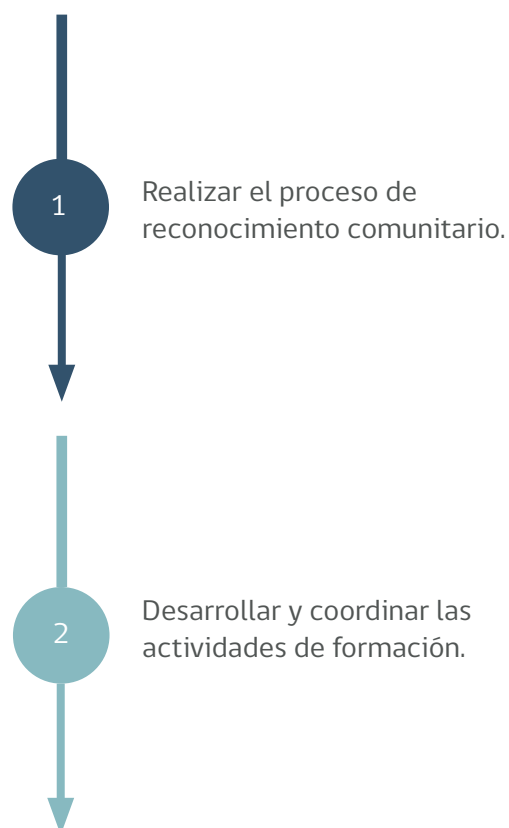 1
Realizar el proceso de
reconocimiento comunitario.
2
Desarrollar y coordinar las
actividades de formación.